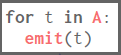 for t in A:
emit(t)